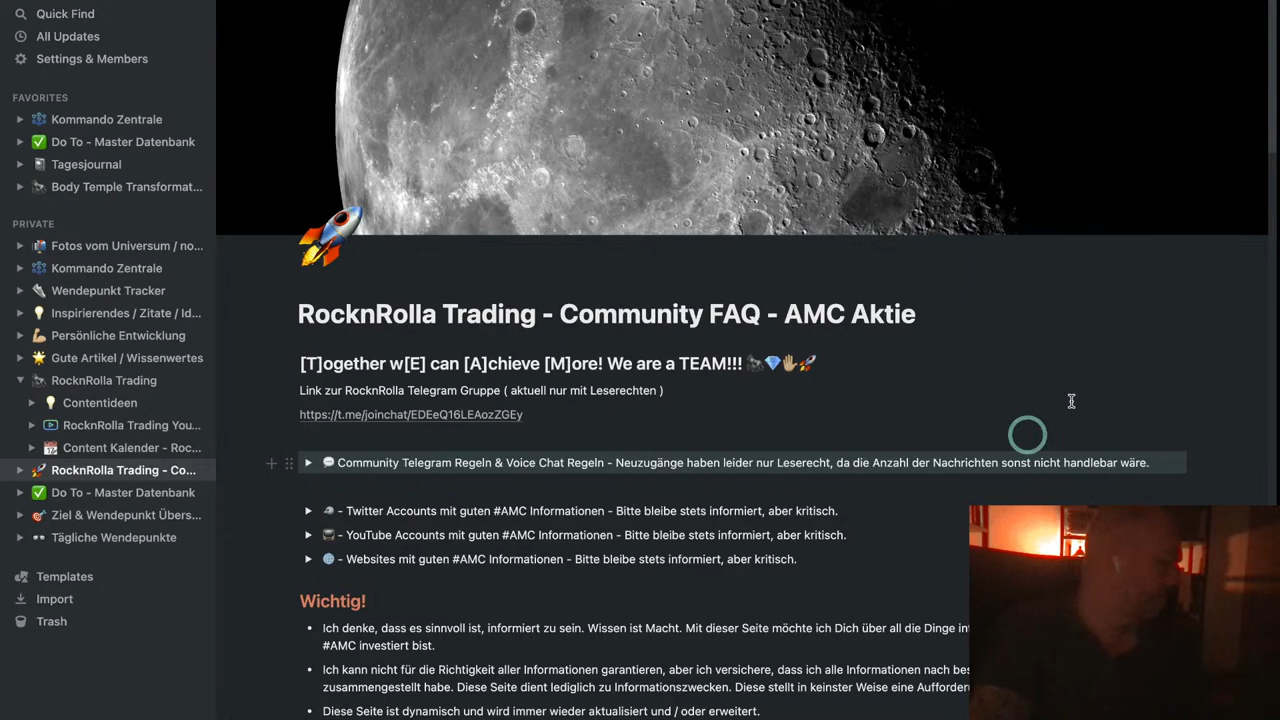 Quick Find
All Updates
Settings & Members
FAVORITES
Kommando Zentrale
Do To - Master Datenbank
Tagesjournal
Body Temple Transformat...
PRIVATE
Fotos vom Universum / no...
Kommando Zentrale
Wendepunkt Tracker
Inspirierendes / Zitate / Id...
Persönliche Entwicklung
Gute Artikel / Wissenwertes
RocknRolla Trading
Contentideen
RocknRolla Trading You...
Content Kalender - Roc...
RocknRolla Trading - Co...
Do To - Master Datenbank
Ziel & Wendepunkt Übers...
Tägliche Wendepunkte
Templates
Import
Trash
RocknRolla Trading - Community FAQ - AMC Aktie
[T]ogether w[E] can [A]chieve [M]ore! We are a TEAM!!! 🦍💎✋🏽🚀
Link zur RocknRolla Telegram Gruppe ( aktuell nur mit Leserechten )
https://t.me/joinchat/EDEeQ16LEAozZGEy
💬 Community Telegram Regeln & Voice Chat Regeln - Neuzugänge haben leider nur Leserecht, da die Anzahl der Nachrichten sonst nicht handlebar wäre.
- Twitter Accounts mit guten #AMC Informationen - Bitte bleibe stets informiert, aber kritisch.
- YouTube Accounts mit guten #AMC Informationen - Bitte bleibe stets informiert, aber kritisch.
🌐 - Websites mit guten #AMC Informationen - Bitte bleibe stets informiert, aber kritisch.
Wichtig!
• Ich denke, dass es sinnvoll ist, informiert zu sein. Wissen ist Macht. Mit dieser Seite möchte ich Dich über all die Dinge
#AMC investiert bist.
• Ich kann nicht für die Richtigkeit aller Informationen garantieren, aber ich versichere, dass ich alle Informationen nach
zusammengestellt habe. Diese Seite dient lediglich zu Informationszwecken. Diese stellt in keinster Weise eine
• Diese Seite ist dynamisch und wird immer wieder aktualisiert und / oder erweitert.